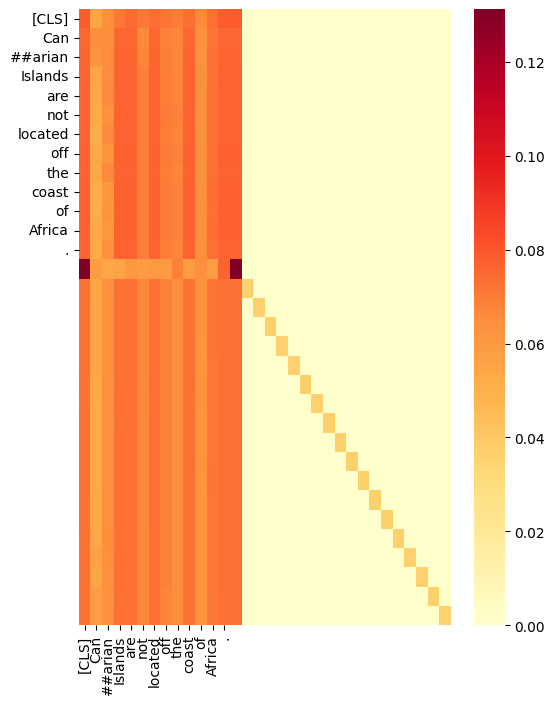 [CLS]
Can
##arian
Islands
are
not
located
off
the
coast
of
Africa
.
0.12
0.10
0.08
0.06
0.04
0.02
0.00
[CLS]
Can
##arian
Islands
are
not
located
off
the
coast
of
Africa
.